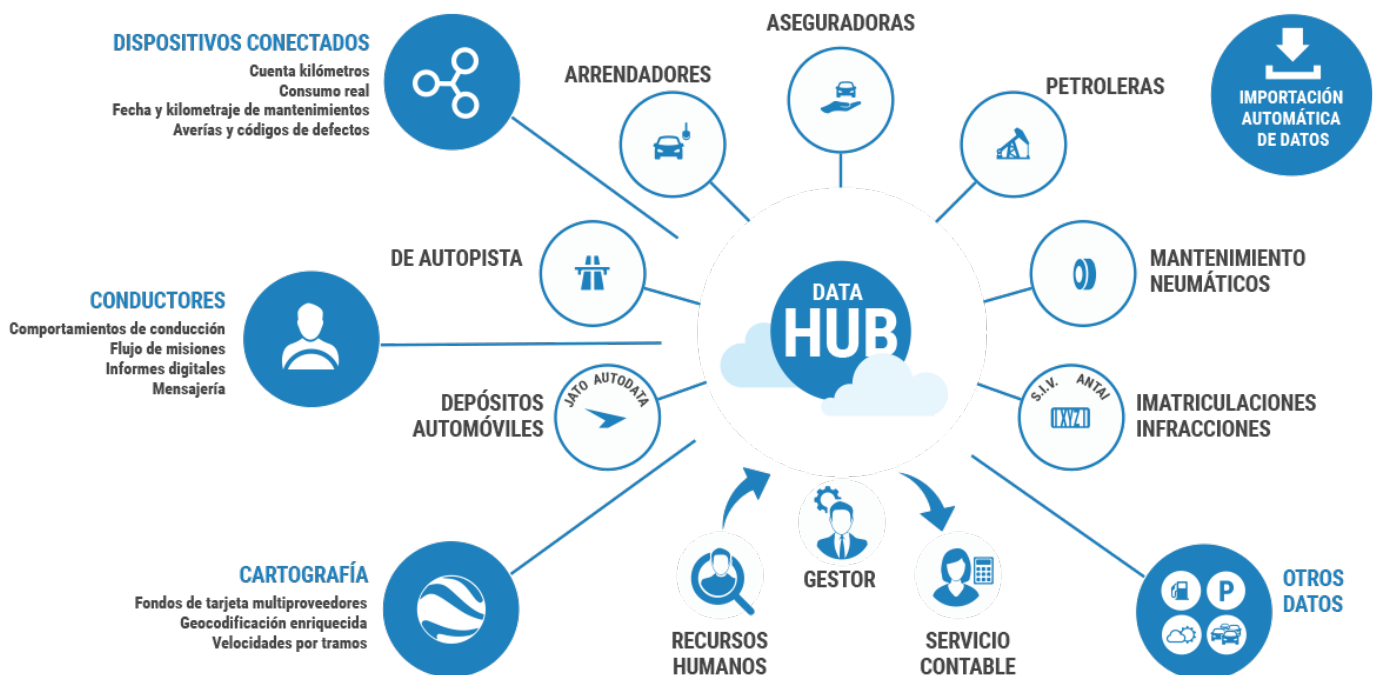 DISPOSITIVOS CONECTADOS
Cuenta kilómetros
Consumo real
Fecha y kilometraje de mantenimientos
Averías y códigos de defectos
ARRENDADORES
ASEGURADORAS
PETROLERAS
IMPORTACIÓN
AUTOMÁTICA
DE DATOS
DE AUTOPISTA
MANTENIMIENTO
NEUMÁTICOS
CONDUCTORES
Comportamientos de conducción
Flujo de misiones
Informes digitales
Mensajería
DATA
HUB
DEPÓSITOS
AUTOMÓVILES
JATO AUTODATA
S.I.V. ANTAI
XYZ
IMATRICULACIONES
INFRACCIONES
CARTOGRAFÍA
Fondos de tarjeta multiproveedores
Geocodificación enriquecida
Velocidades por tramos
RECURSOS
HUMANOS
GESTOR
SERVICIO
CONTABLE
P
OTROS
DATOS